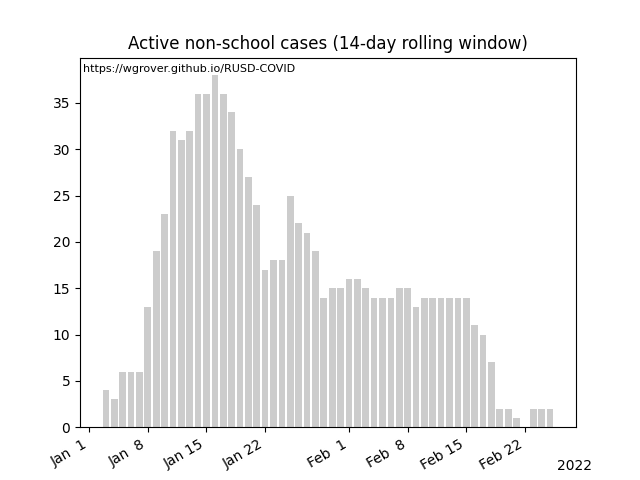 Active non-school cases (14-day rolling window)
https://wgrover.github.io/RUSD-COVID
35
30
25
20
15
10
5
0
Jan 1
Jan 8
Jan 15
Jan 22
Feb 1
Feb 8
Feb 15
Feb 22
2022